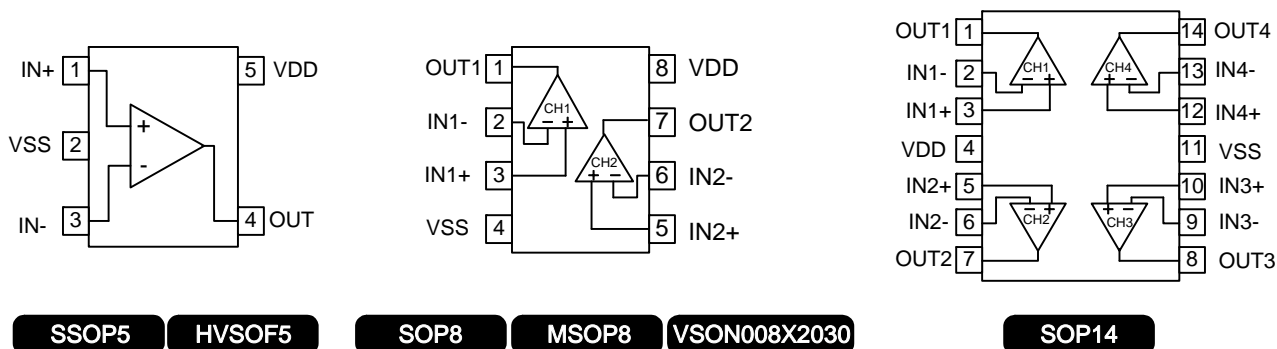 IN+ 1
5 VDD
VSS 2
+
-
IN- 3
4 OUT
OUT1 1
8 VDD
CH1
- +
IN1- 2
7 OUT2
IN1+ 3
CH2
+ -
6 IN2-
VSS 4
5 IN2+
OUT1 1
14 OUT4
CH1
- +
CH4
+ -
IN1- 2
13 IN4-
IN1+ 3
12 IN4+
VDD 4
11 VSS
IN2+ 5
10 IN3+
- +
CH2
+ -
CH3
IN2- 6
9 IN3-
OUT2 7
8 OUT3
SSOP5
HVSOF5
SOP8
MSOP8
VSON008X2030
SOP14